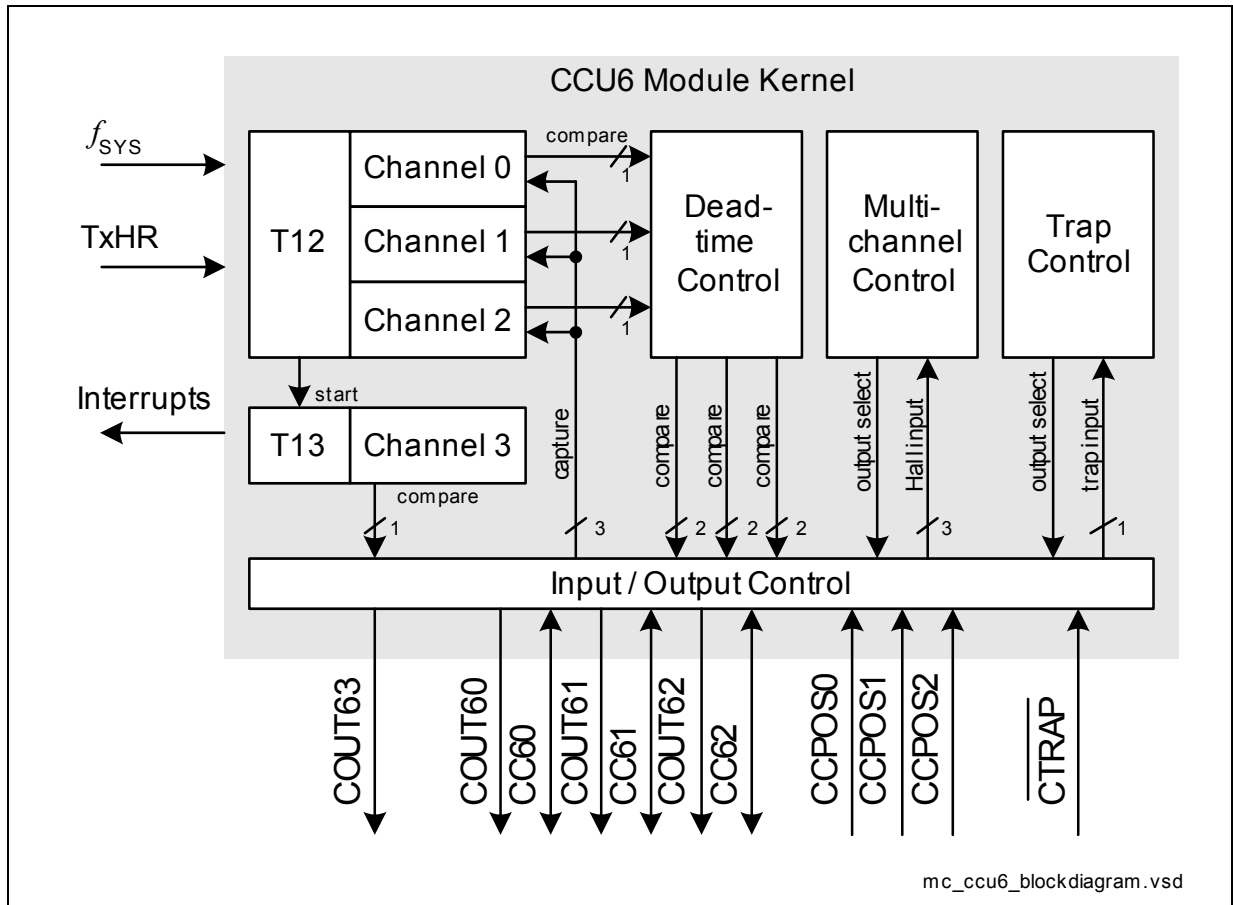 CCU6 Module Kernel
fSYS
TxHR
Interrupts
T12
Channel 0
Channel 1
Channel 2
compare
1
1
1
Dead-
time
Control
Multi-
channel
Control
Trap
Control
start
T13
Channel 3
compare
1
capture
3
compare
2
compare
2
compare
2
output select
Hall input
3
output select
trap input
1
Input / Output Control
COUT63
COUT60
CC60
COUT61
CC61
COUT62
CC62
CCPOS0
CCPOS1
CCPOS2
CTRAP
mc_ccu6_blockdiagram.vsd